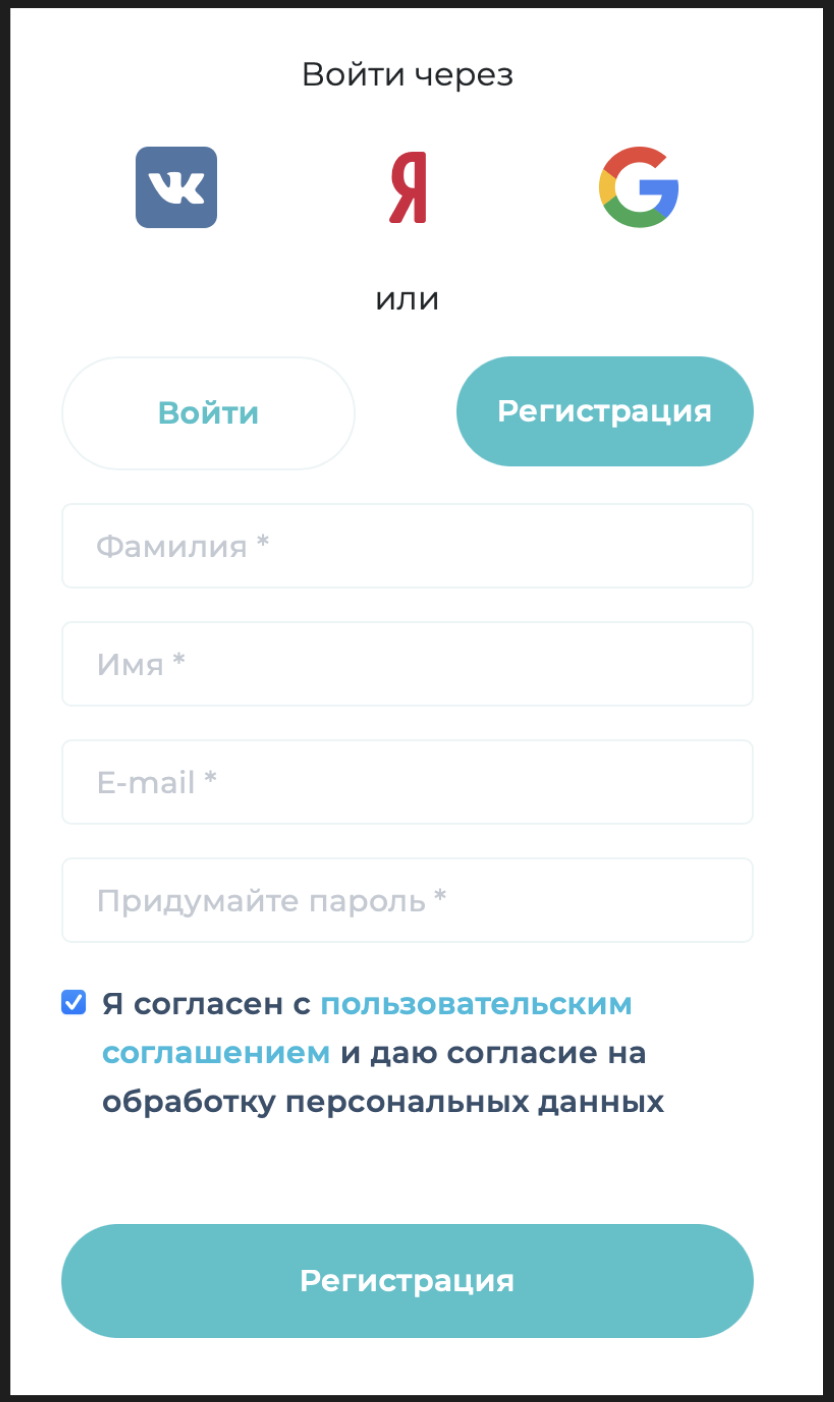 Войти через
или
Войти
Регистрация
Фамилия *
Имя *
E-mail *
Придумайте пароль *
Я согласен с пользовательским
соглашением и даю согласие на
обработку персональных данных
Регистрация